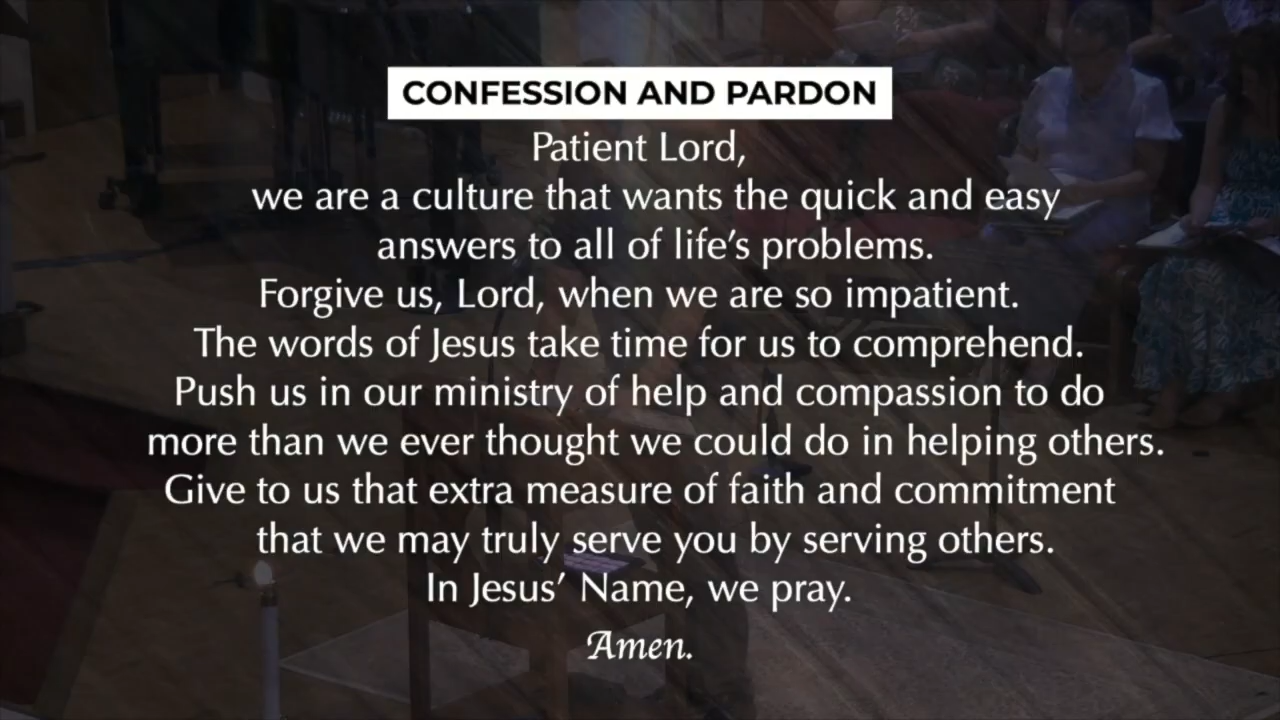 CONFESSION AND PARDON
Patient Lord,
we are a culture that wants the quick and easy
answers to all of life’s problems.
Forgive us, Lord, when we are so impatient.
The words of Jesus take time for us to comprehend.
Push us in our ministry of help and compassion to do
more than we ever thought we could do in helping others.
Give to us that extra measure of faith and commitment
that we may truly serve you by serving others.
In Jesus’ Name, we pray.
Amen.